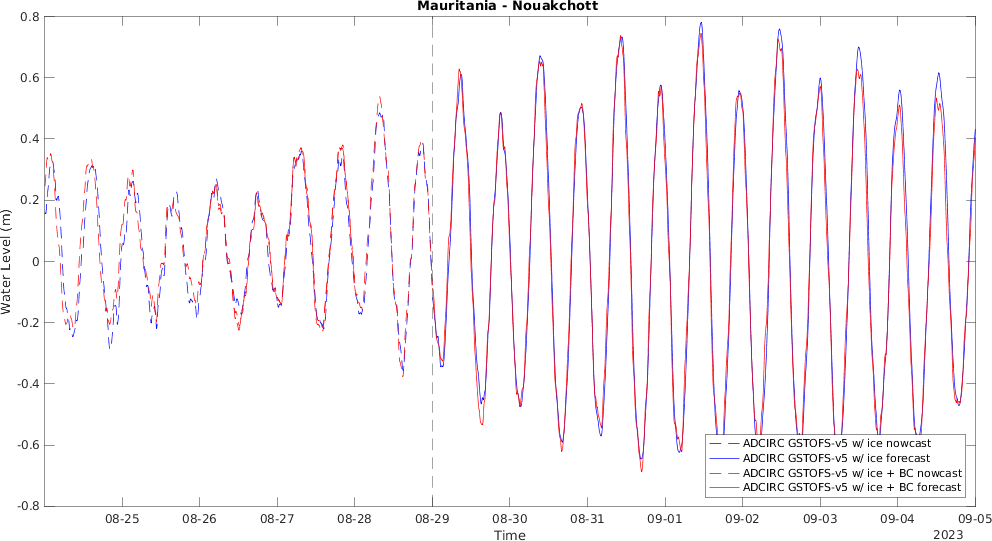 Mauritania - Nouakchott
Water Level (m)
0.8
0.6
0.4
0.2
0
-0.2
-0.4
-0.6
-0.8
ADCIRC GSTOFS-v5 w/ ice nowcast
ADCIRC GSTOFS-v5 w/ ice forecast
ADCIRC GSTOFS-v5 w/ ice + BC nowcast
ADCIRC GSTOFS-v5 w/ ice + BC forecast
08-25 08-26 08-27 08-28 08-29 08-30 08-31 09-01 09-02 09-03 09-04 09-05
Time
2023